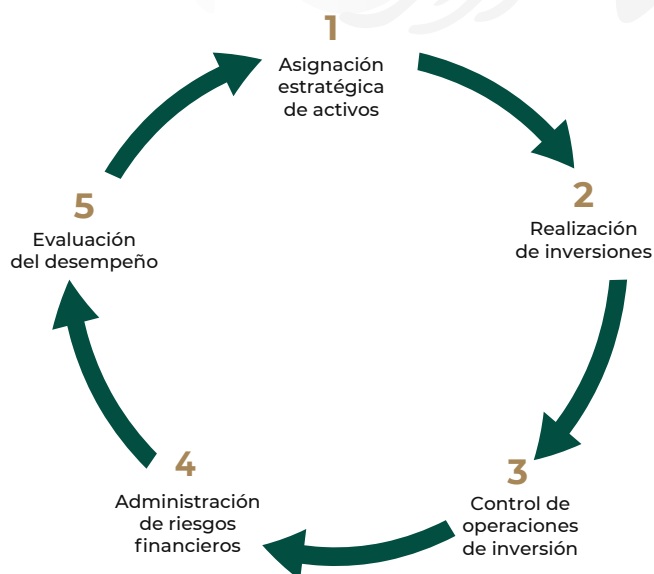 1
Asignación
estratégica
de activos
2
Realización
de inversiones
3
Control de
operaciones
de inversión
4
Administración
de riesgos
financieros
5
Evaluación
del desempeño